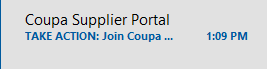 Coupa Supplier Portal
TAKE ACTION: Join Coupa ... 1:09 PM